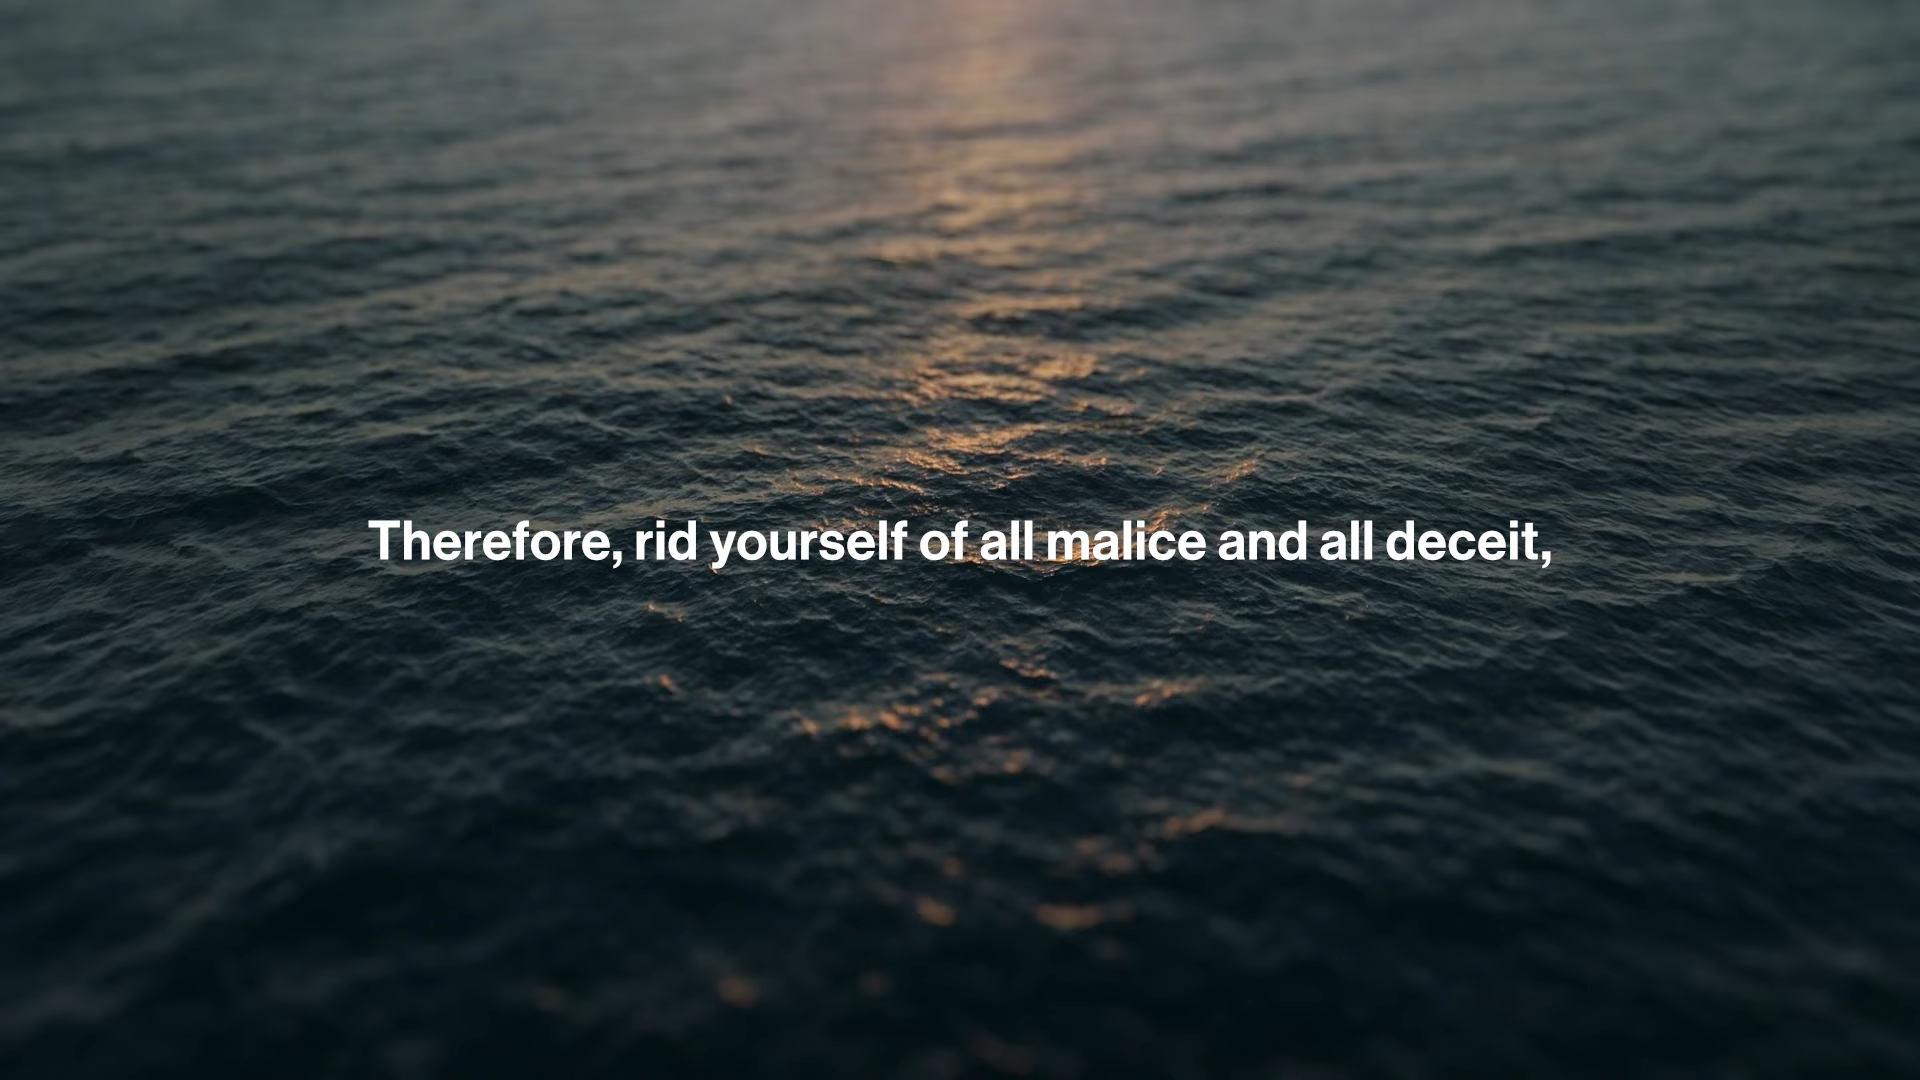 Therefore, rid yourself of all malice and all deceit,